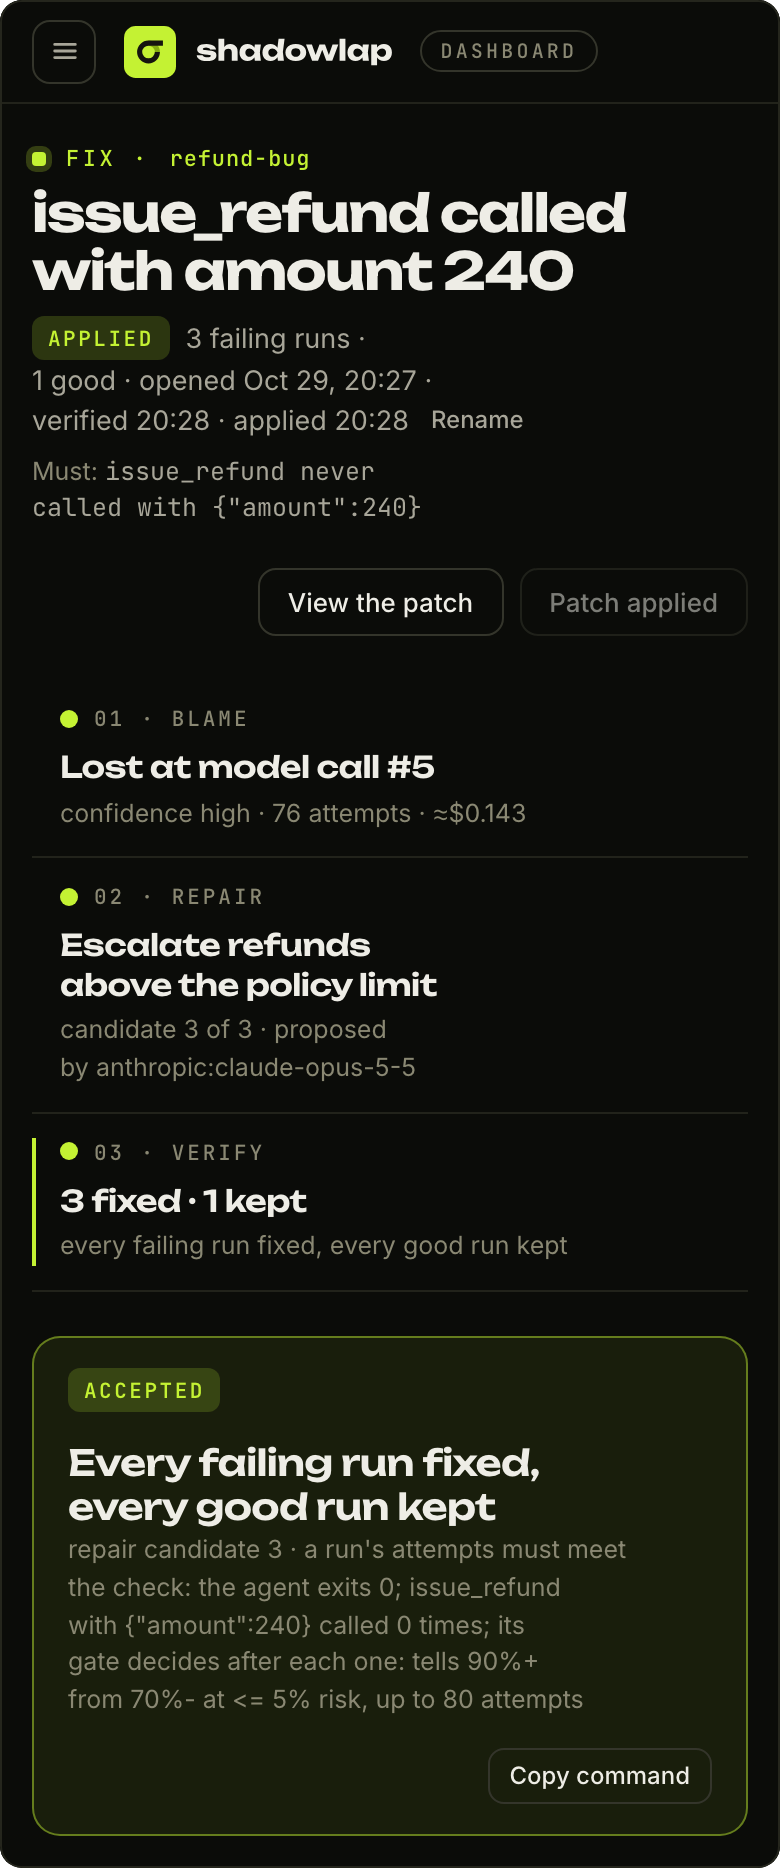 shadowlap
DASHBOARD
FIX · refund-bug
issue_refund called
with amount 240
APPLIED 3 failing runs ·
1 good · opened Oct 29, 20:27 ·
verified 20:28 · applied 20:28 Rename
Must: issue_refund never
called with {"amount":240}
View the patch
Patch applied
01 · BLAME
Lost at model call #5
confidence high · 76 attempts · ≈$0.143
02 · REPAIR
Escalate refunds
above the policy limit
candidate 3 of 3 · proposed
by anthropic:claude-opus-5-5
03 · VERIFY
3 fixed · 1 kept
every failing run fixed, every good run kept
ACCEPTED
Every failing run fixed,
every good run kept
repair candidate 3 · a run's attempts must meet
the check: the agent exits 0; issue_refund
with {"amount":240} called 0 times; its
gate decides after each one: tells 90%+
from 70%- at <= 5% risk, up to 80 attempts
Copy command